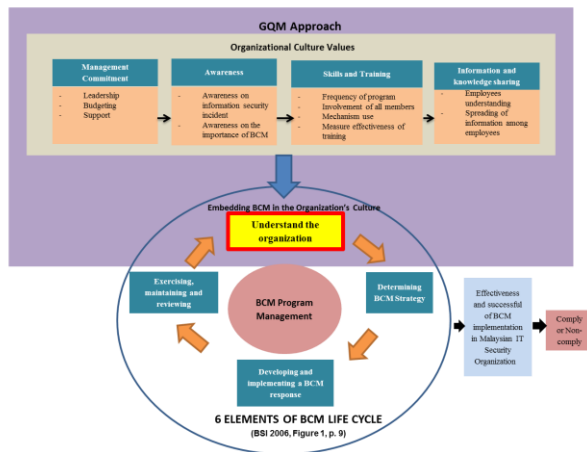 GQM Approach
Organizational Culture Values
Management
Commitment
- Leadership
- Budgeting
- Support
Awareness
- Awareness on
information security
incident
- Awareness on the
importance of BCM
Skills and Training
- Frequency of program
- Involvement of all members
- Mechanism use
- Measure effectiveness of
training
Information and
knowledge sharing
- Employees
understanding
- Spreading of
information among
employees
Embedding BCM in the Organization's Culture
Understand the
organization
Exercising,
maintaining and
reviewing
BCM Program
Management
Determining
BCM Strategy
Developing and
implementing a BCM
response
Effectiveness
and successful
of BCM
implementation
in Malaysian IT
Security
Organization
Comply
or Non-
comply
6 ELEMENTS OF BCM LIFE CYCLE
(BSI 2006, Figure 1, p. 9)